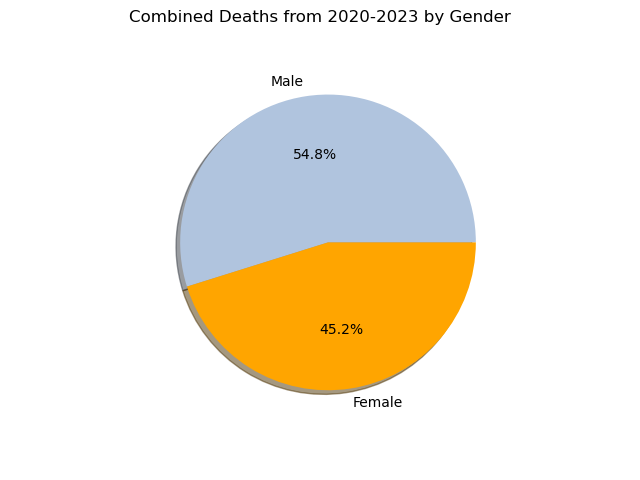 Combined Deaths from 2020-2023 by Gender
Male
54.8%
45.2%
Female